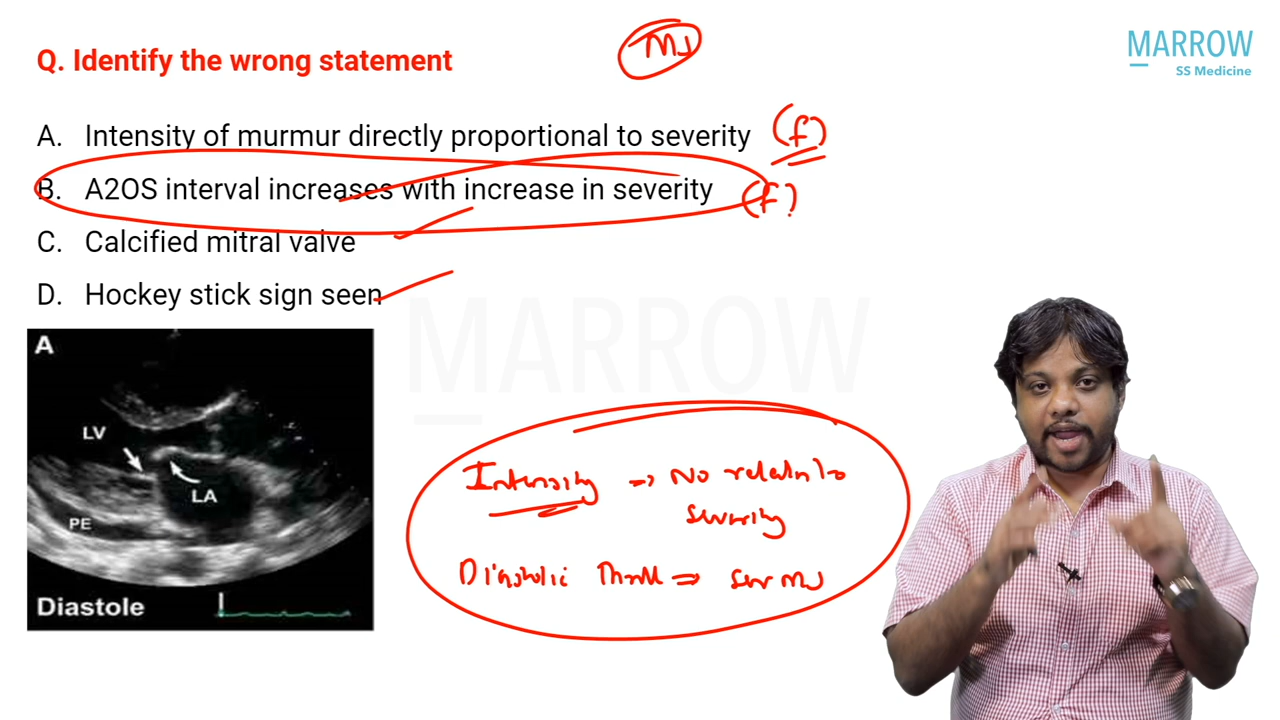 Q. Identify the wrong statement
MS
MARROW
SS Medicine
A. Intensity of murmur directly proportional to severity (f)
B. A2OS interval increases with increase in severity (f)
C. Calcified mitral valve
D. Hockey stick sign seen
MARROW
A
LV
LA
PE
Diastole
Intensity → No relatn to
severity
Diastolic Thrill ⇒ sev MS